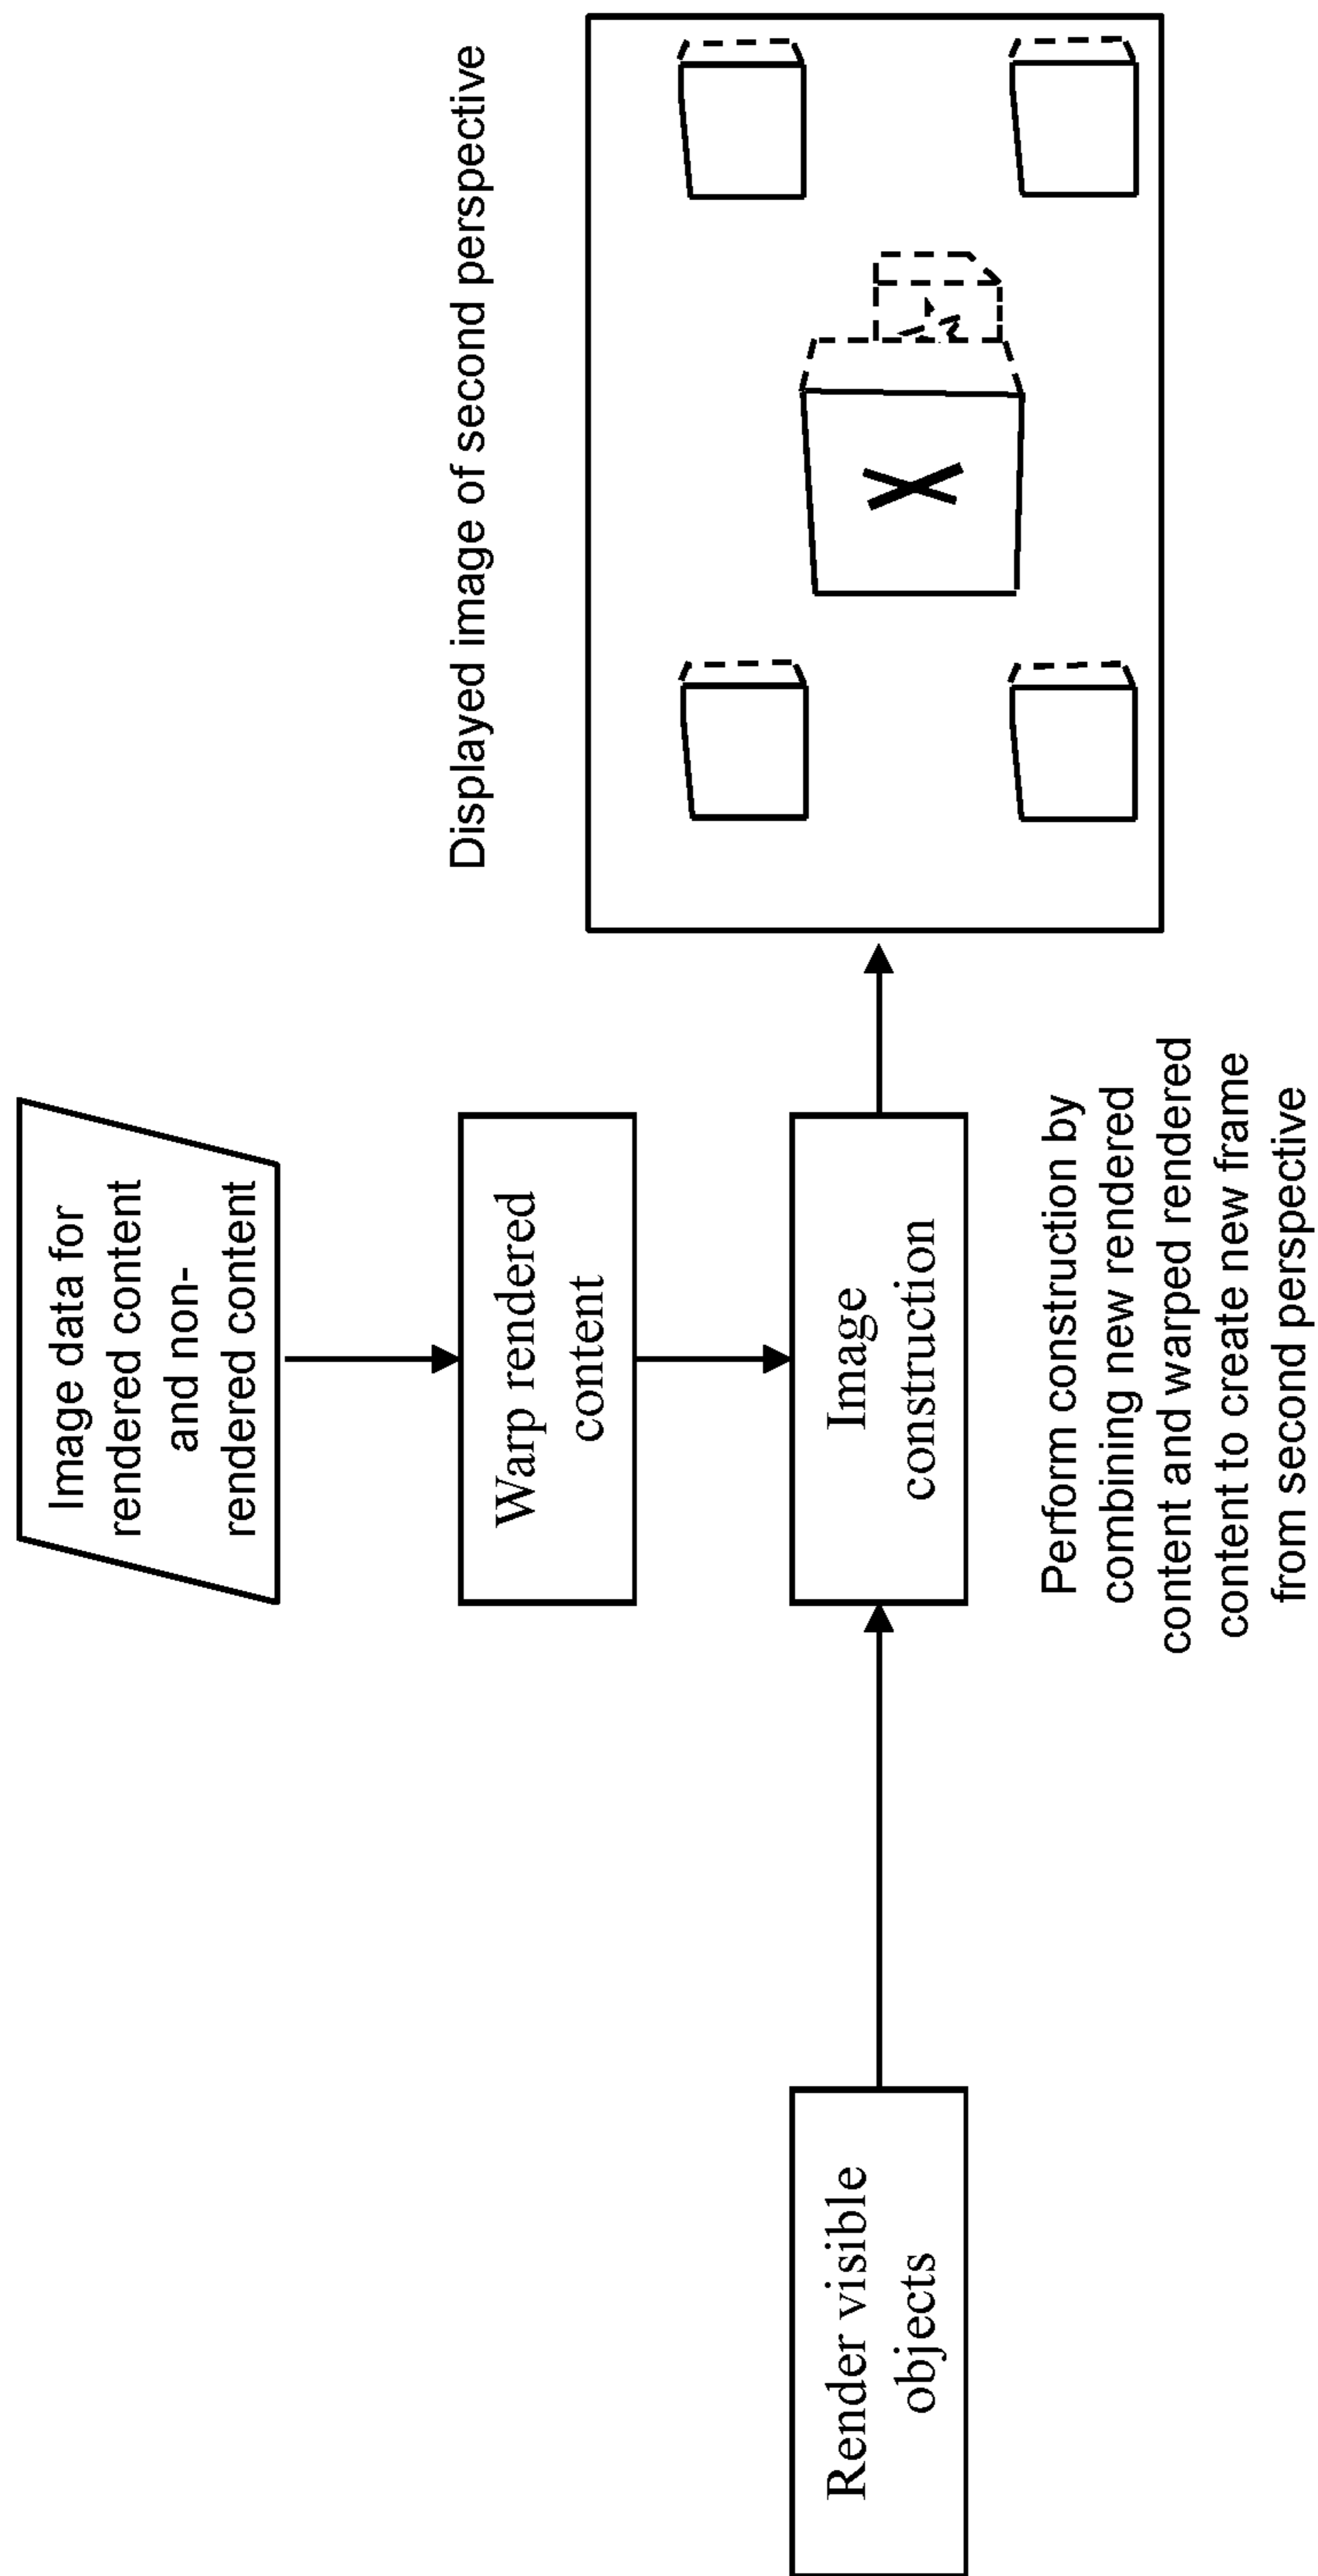 Image data for
rendered content
and non-
rendered content
Displayed image of second perspective
Warp rendered
content
Render visible
objects
Image
construction
X
Perform construction by
combining new rendered
content and warped rendered
content to create new frame
from second perspective